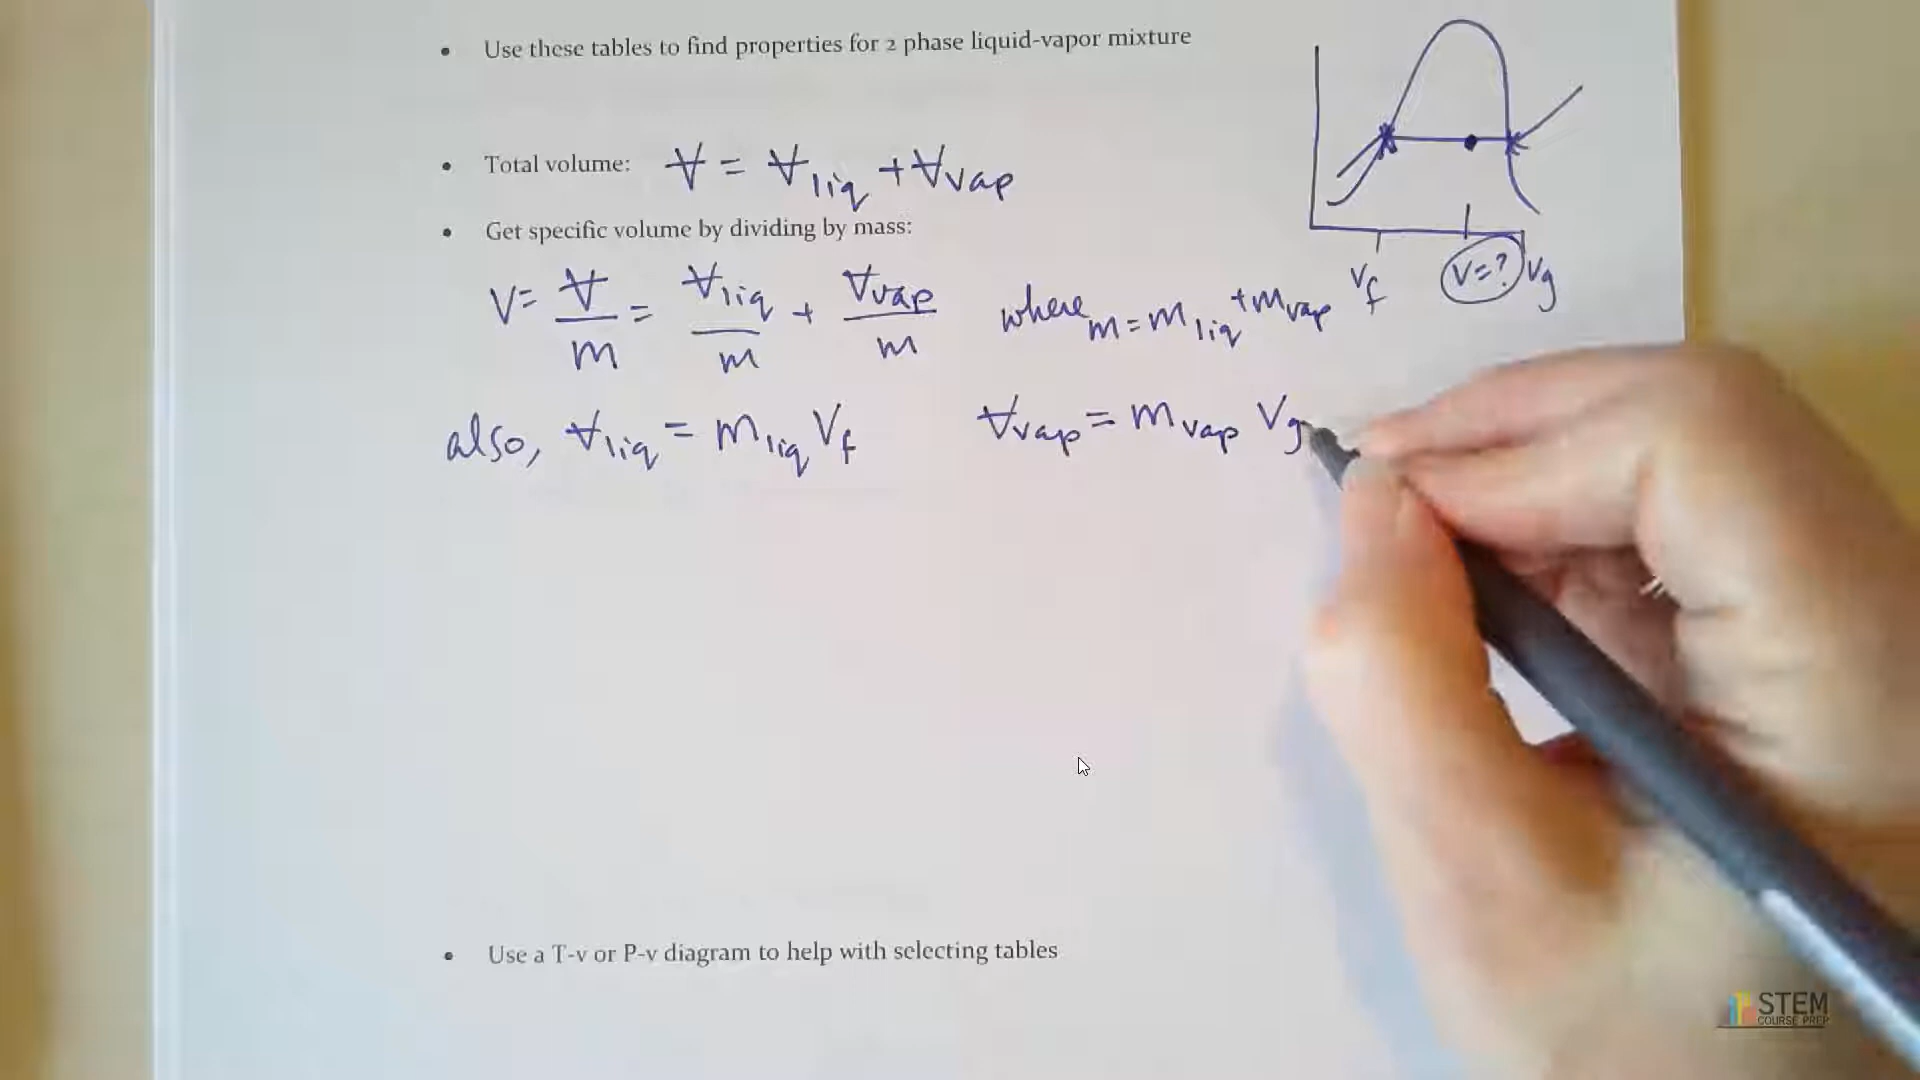 • Use these tables to find properties for 2 phase liquid-vapor mixture
• Total volume: ∀ = ∀liq + ∀vap
• Get specific volume by dividing by mass:
v = ∀/m = ∀liq/m + ∀vap/m where m = mliq + mvap
vf v=? vg
also, ∀liq = mliq vf ∀vap = mvap vg
• Use a T-v or P-v diagram to help with selecting tables
STEM
COURSE PREP